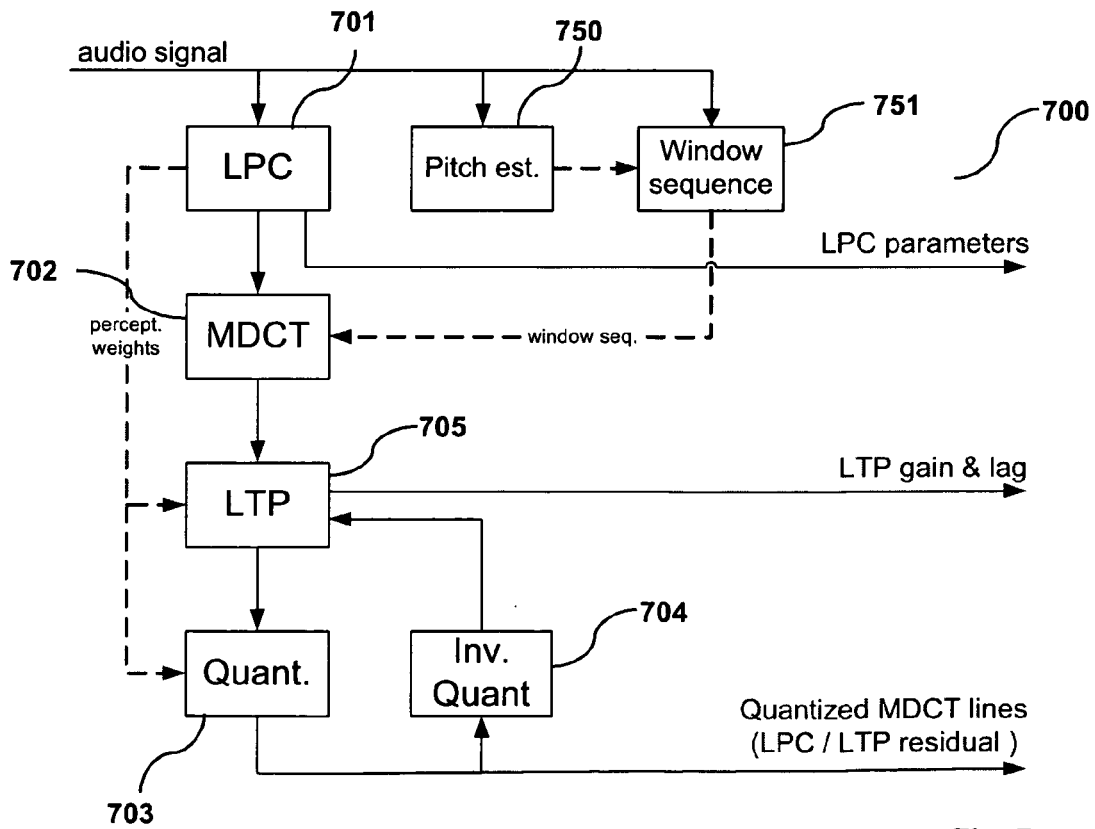 701
750
audio signal
751
700
LPC
Pitch est.
Window
sequence
LPC parameters
702
percept.
weights
MDCT
window seq.
705
LTP gain & lag
LTP
704
Quant.
Inv.
Quant
Quantized MDCT lines
(LPC / LTP residual )
703